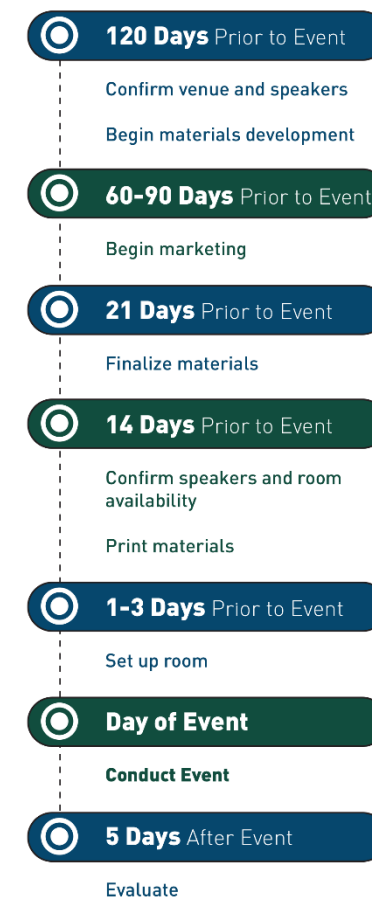 120 Days Prior to Event
Confirm venue and speakers
Begin materials development
60-90 Days Prior to Event
Begin marketing
21 Days Prior to Event
Finalize materials
14 Days Prior to Event
Confirm speakers and room
availability
Print materials
1-3 Days Prior to Event
Set up room
Day of Event
Conduct Event
5 Days After Event
Evaluate